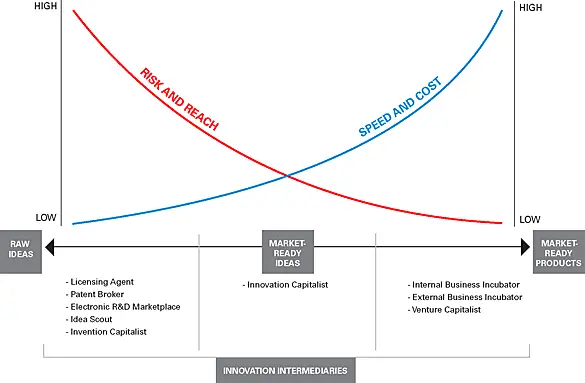 HIGH
HIGH
RISK AND REACH
SPEED AND COST
LOW
LOW
RAW
IDEAS
MARKET-
READY
IDEAS
MARKET-
READY
PRODUCTS
- Licensing Agent
- Patent Broker
- Electronic R&D Marketplace
- Idea Scout
- Invention Capitalist
- Innovation Capitalist
- Internal Business Incubator
- External Business Incubator
- Venture Capitalist
INNOVATION INTERMEDIARIES